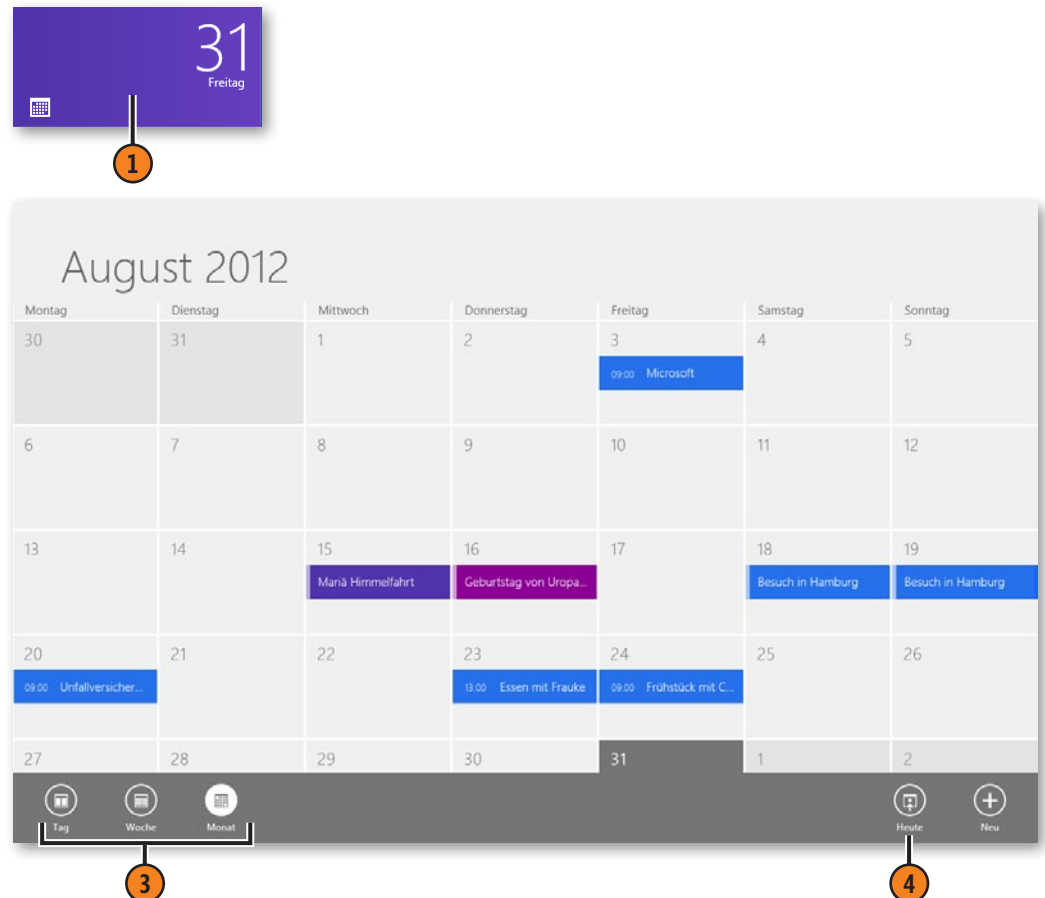 31
Freitag
1
August 2012
Montag Dienstag Mittwoch Donnerstag Freitag Samstag Sonntag
30 31 1 2 3 4 5
09:00 Microsoft
6 7 8 9 10 11 12
13 14 15 16 17 18 19
Mariä Himmelfahrt Geburtstag von Uropa... Besuch in Hamburg Besuch in Hamburg
20 21 22 23 24 25 26
09:00 Unfallversicher... 13:00 Essen mit Frauke 09:00 Frühstück mit C...
27 28 29 30 31 1 2
Tag Woche Monat Heute Neu
3 4